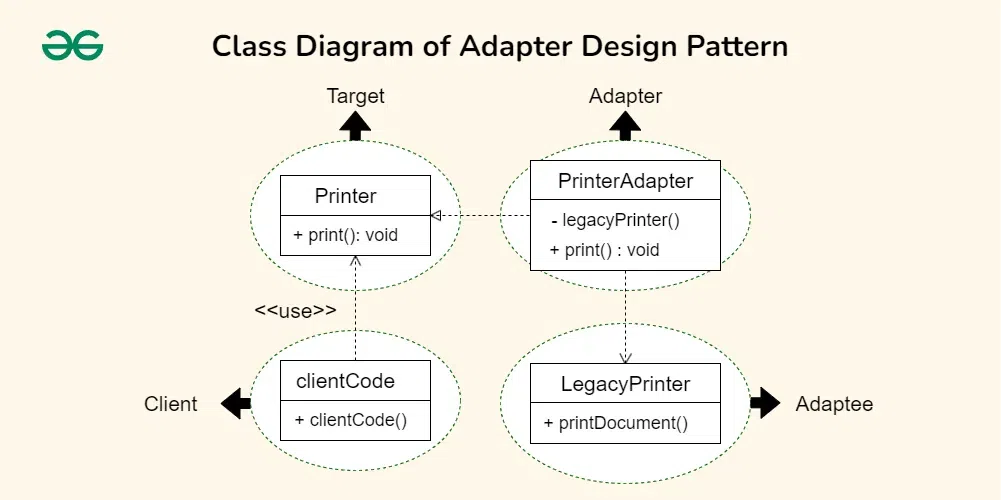 Class Diagram of Adapter Design Pattern
Target
Adapter
Printer
+ print(): void
PrinterAdapter
- legacyPrinter()
+ print() : void
<<use>>
clientCode
+ clientCode()
Client
LegacyPrinter
+ printDocument()
Adaptee